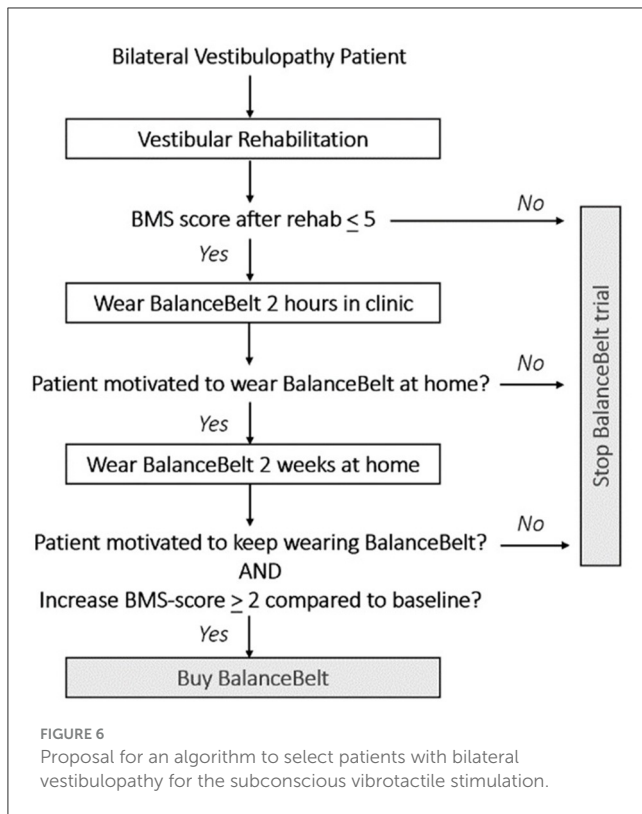 Bilateral Vestibulopathy Patient
Vestibular Rehabilitation
BMS score after rehab ≤ 5
No
Yes
Wear BalanceBelt 2 hours in clinic
Patient motivated to wear BalanceBelt at home?
No
Yes
Wear BalanceBelt 2 weeks at home
Patient motivated to keep wearing BalanceBelt?
No
AND
Increase BMS-score ≥ 2 compared to baseline?
Yes
Buy BalanceBelt
Stop BalanceBelt trial
FIGURE 6
Proposal for an algorithm to select patients with bilateral
vestibulopathy for the subconscious vibrotactile stimulation.